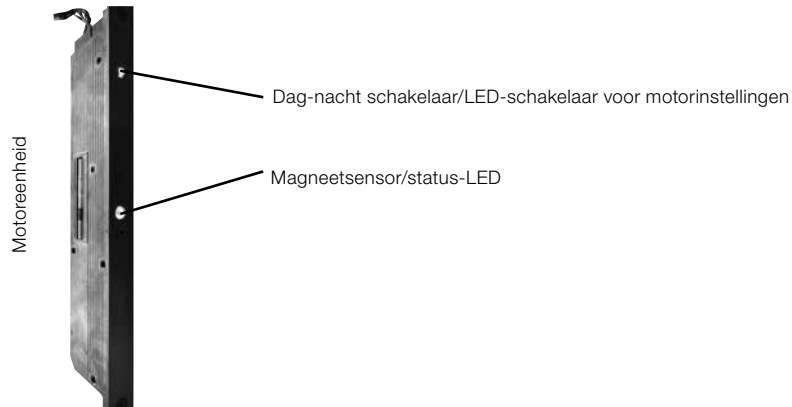 Motoreenheid
Dag-nacht schakelaar/LED-schakelaar voor motorinstellingen
Magneetsensor/status-LED